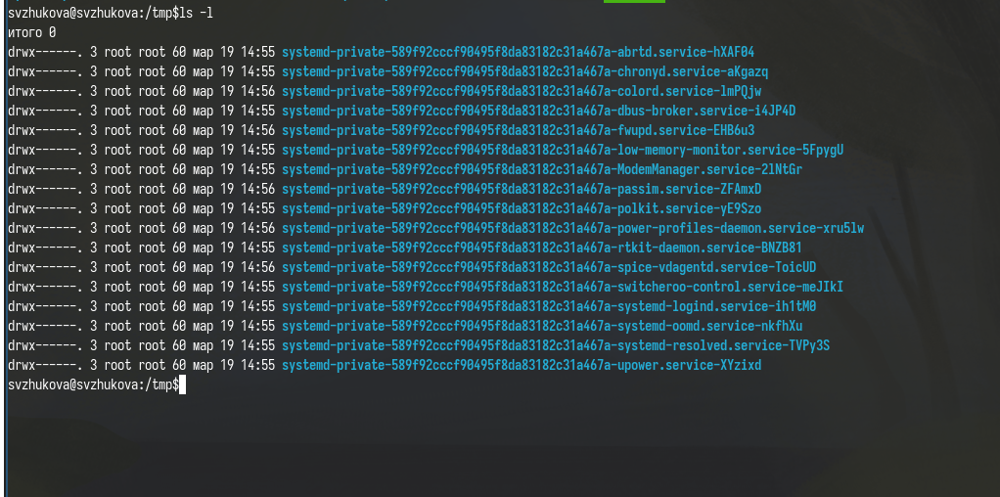 svzhukova@svzhukova:/tmp$ls -l
итого 0
drwx------. 3 root root 60 мар 19 14:55 systemd-private-589f92cccf90495f8da83182c31a467a-abrtd.service-hXAF04
drwx------. 3 root root 60 мар 19 14:55 systemd-private-589f92cccf90495f8da83182c31a467a-chronyd.service-aKgazq
drwx------. 3 root root 60 мар 19 14:56 systemd-private-589f92cccf90495f8da83182c31a467a-colord.service-lmPQjw
drwx------. 3 root root 60 мар 19 14:55 systemd-private-589f92cccf90495f8da83182c31a467a-dbus-broker.service-i4JP4D
drwx------. 3 root root 60 мар 19 14:56 systemd-private-589f92cccf90495f8da83182c31a467a-fwupd.service-EHB6u3
drwx------. 3 root root 60 мар 19 14:55 systemd-private-589f92cccf90495f8da83182c31a467a-low-memory-monitor.service-5FpygU
drwx------. 3 root root 60 мар 19 14:55 systemd-private-589f92cccf90495f8da83182c31a467a-ModemManager.service-2lNtGr
drwx------. 3 root root 60 мар 19 14:56 systemd-private-589f92cccf90495f8da83182c31a467a-passim.service-ZFAmxD
drwx------. 3 root root 60 мар 19 14:55 systemd-private-589f92cccf90495f8da83182c31a467a-polkit.service-yE9Szo
drwx------. 3 root root 60 мар 19 14:56 systemd-private-589f92cccf90495f8da83182c31a467a-power-profiles-daemon.service-xru5lw
drwx------. 3 root root 60 мар 19 14:55 systemd-private-589f92cccf90495f8da83182c31a467a-rtkit-daemon.service-BNZB81
drwx------. 3 root root 60 мар 19 14:56 systemd-private-589f92cccf90495f8da83182c31a467a-spice-vdagentd.service-ToicUD
drwx------. 3 root root 60 мар 19 14:55 systemd-private-589f92cccf90495f8da83182c31a467a-switcheroo-control.service-meJIkI
drwx------. 3 root root 60 мар 19 14:55 systemd-private-589f92cccf90495f8da83182c31a467a-systemd-logind.service-ih1tM0
drwx------. 3 root root 60 мар 19 14:55 systemd-private-589f92cccf90495f8da83182c31a467a-systemd-oomd.service-nkfhXu
drwx------. 3 root root 60 мар 19 14:55 systemd-private-589f92cccf90495f8da83182c31a467a-systemd-resolved.service-TVPy3S
drwx------. 3 root root 60 мар 19 14:55 systemd-private-589f92cccf90495f8da83182c31a467a-upower.service-XYzixd
svzhukova@svzhukova:/tmp$